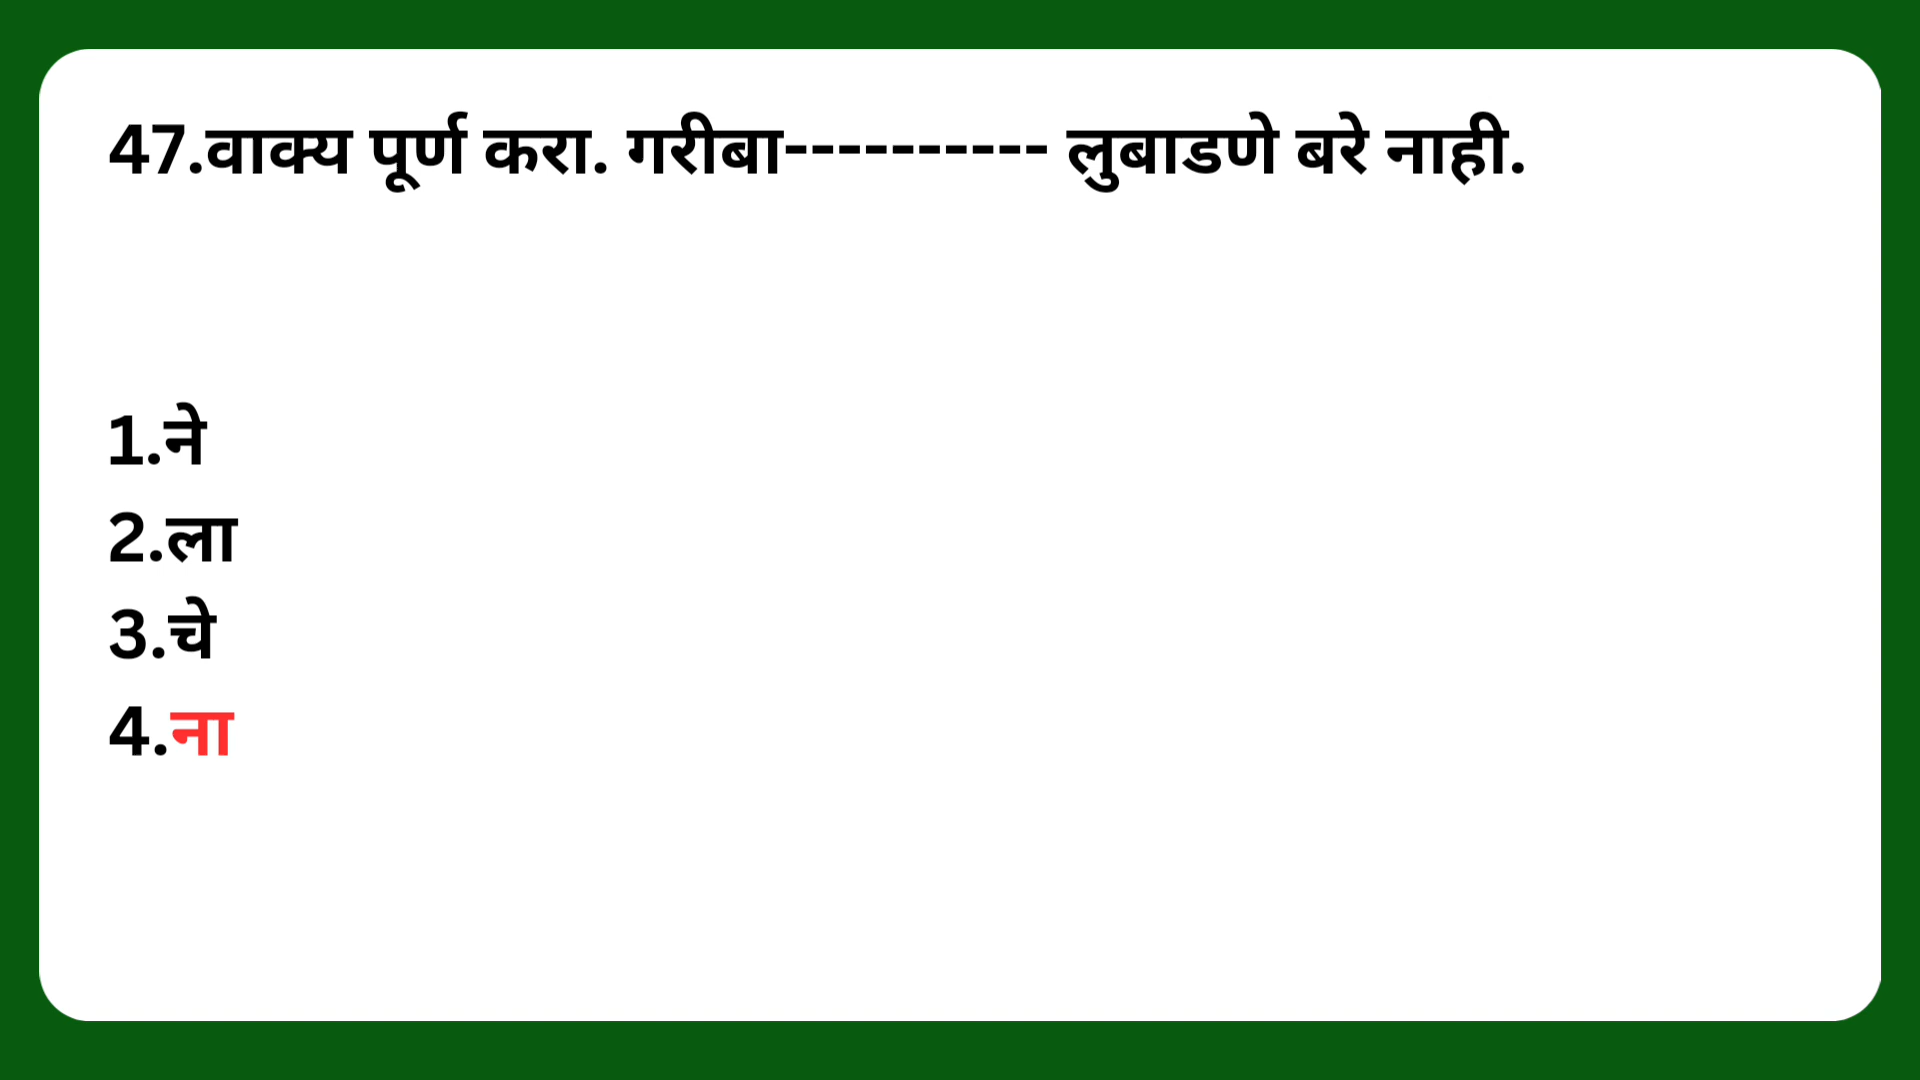 47.वाक्य पूर्ण करा. गरीबा---------- लुबाडणे बरे नाही.
1.ने
2.ला
3.चे
4.ना